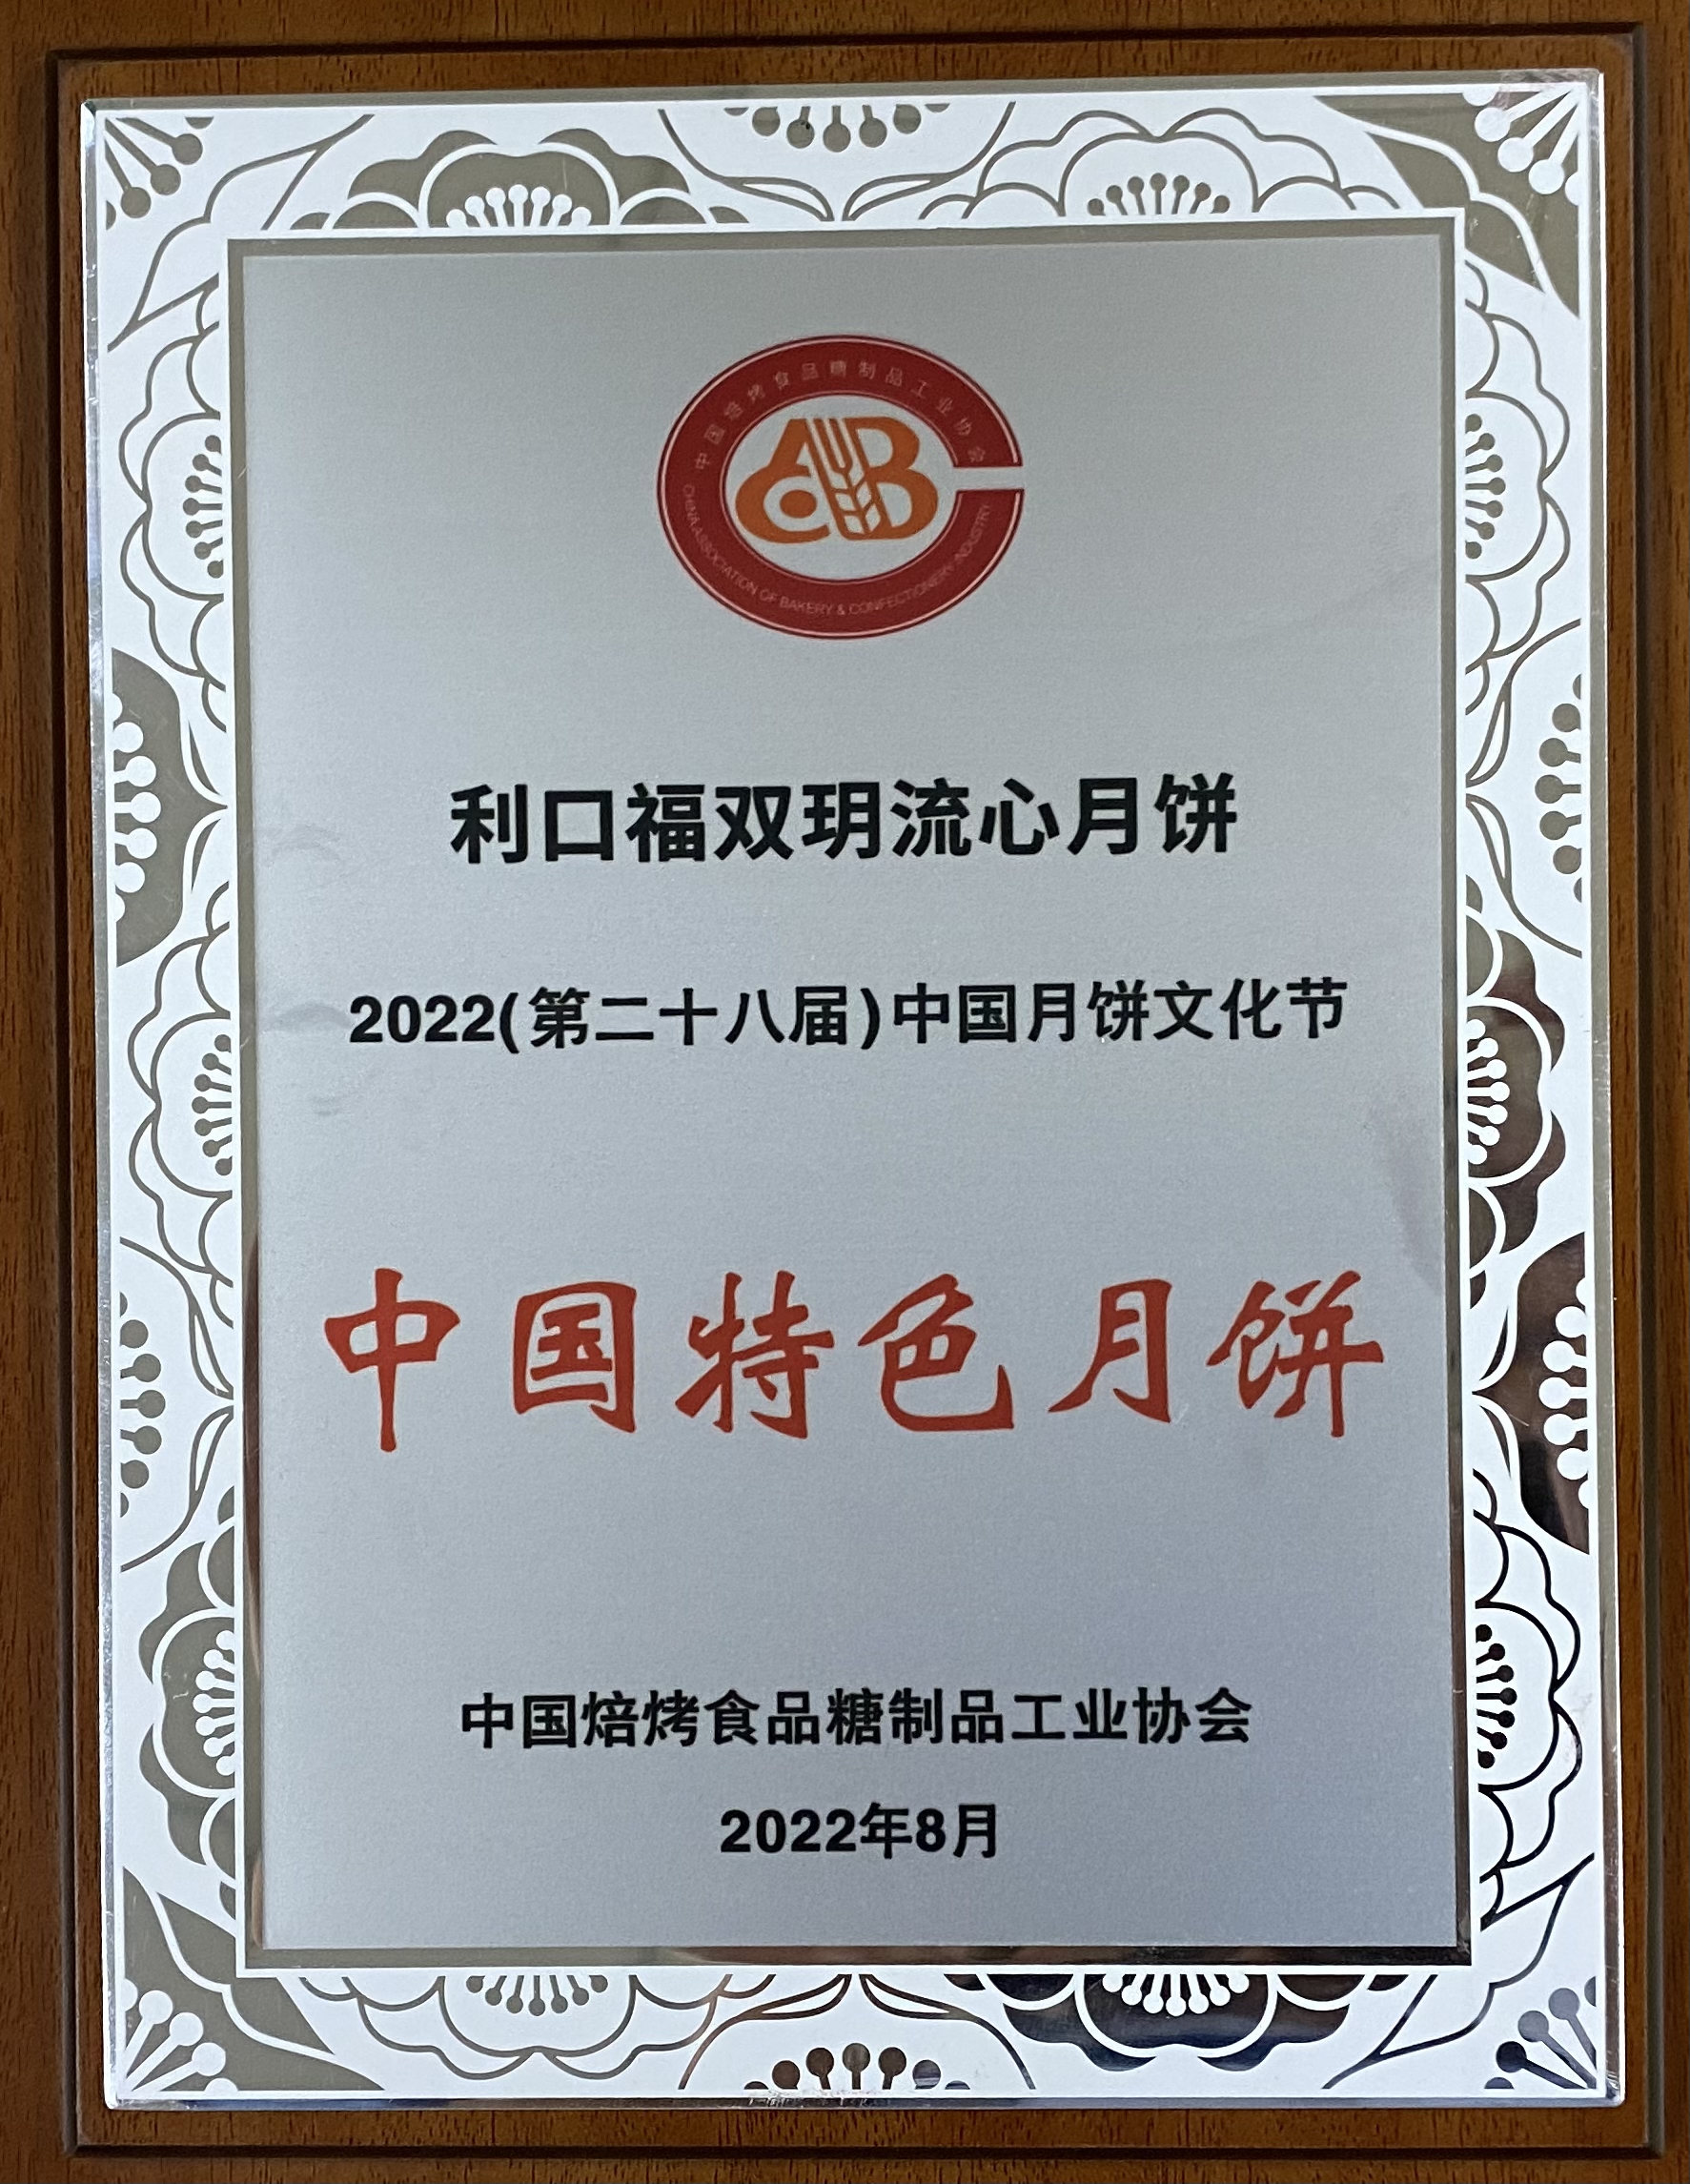 中国焙烤食品糖制品工业协会
CHINA ASSOCIATION OF BAKERY & CONFECTIONERY INDUSTRY
利口福双玥流心月饼
2022(第二十八届)中国月饼文化节
中国特色月饼
中国焙烤食品糖制品工业协会
2022年8月